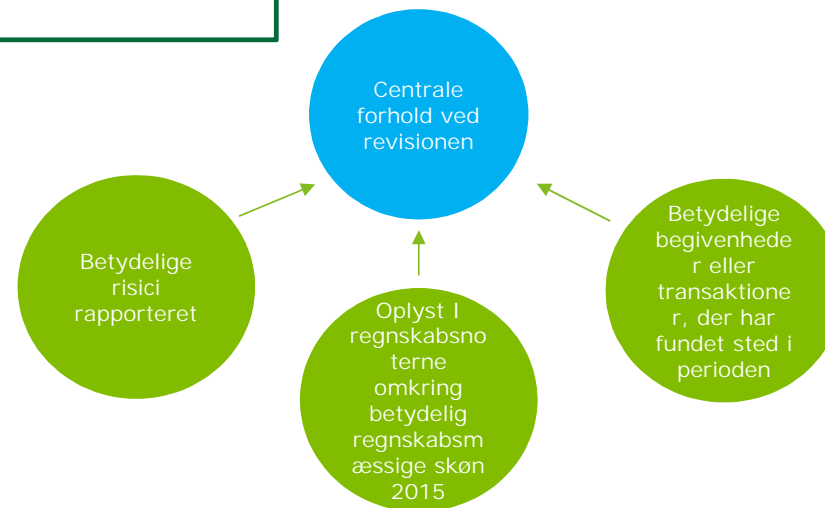 Centrale
forhold ved
revisionen
Betydelige
risici
rapporteret
Oplyst I
regnskabsno
terne
omkring
betydelig
regnskabsm
æssige skøn
2015
Betydelige
begivenhede
r eller
transaktione
r, der har
fundet sted i
perioden